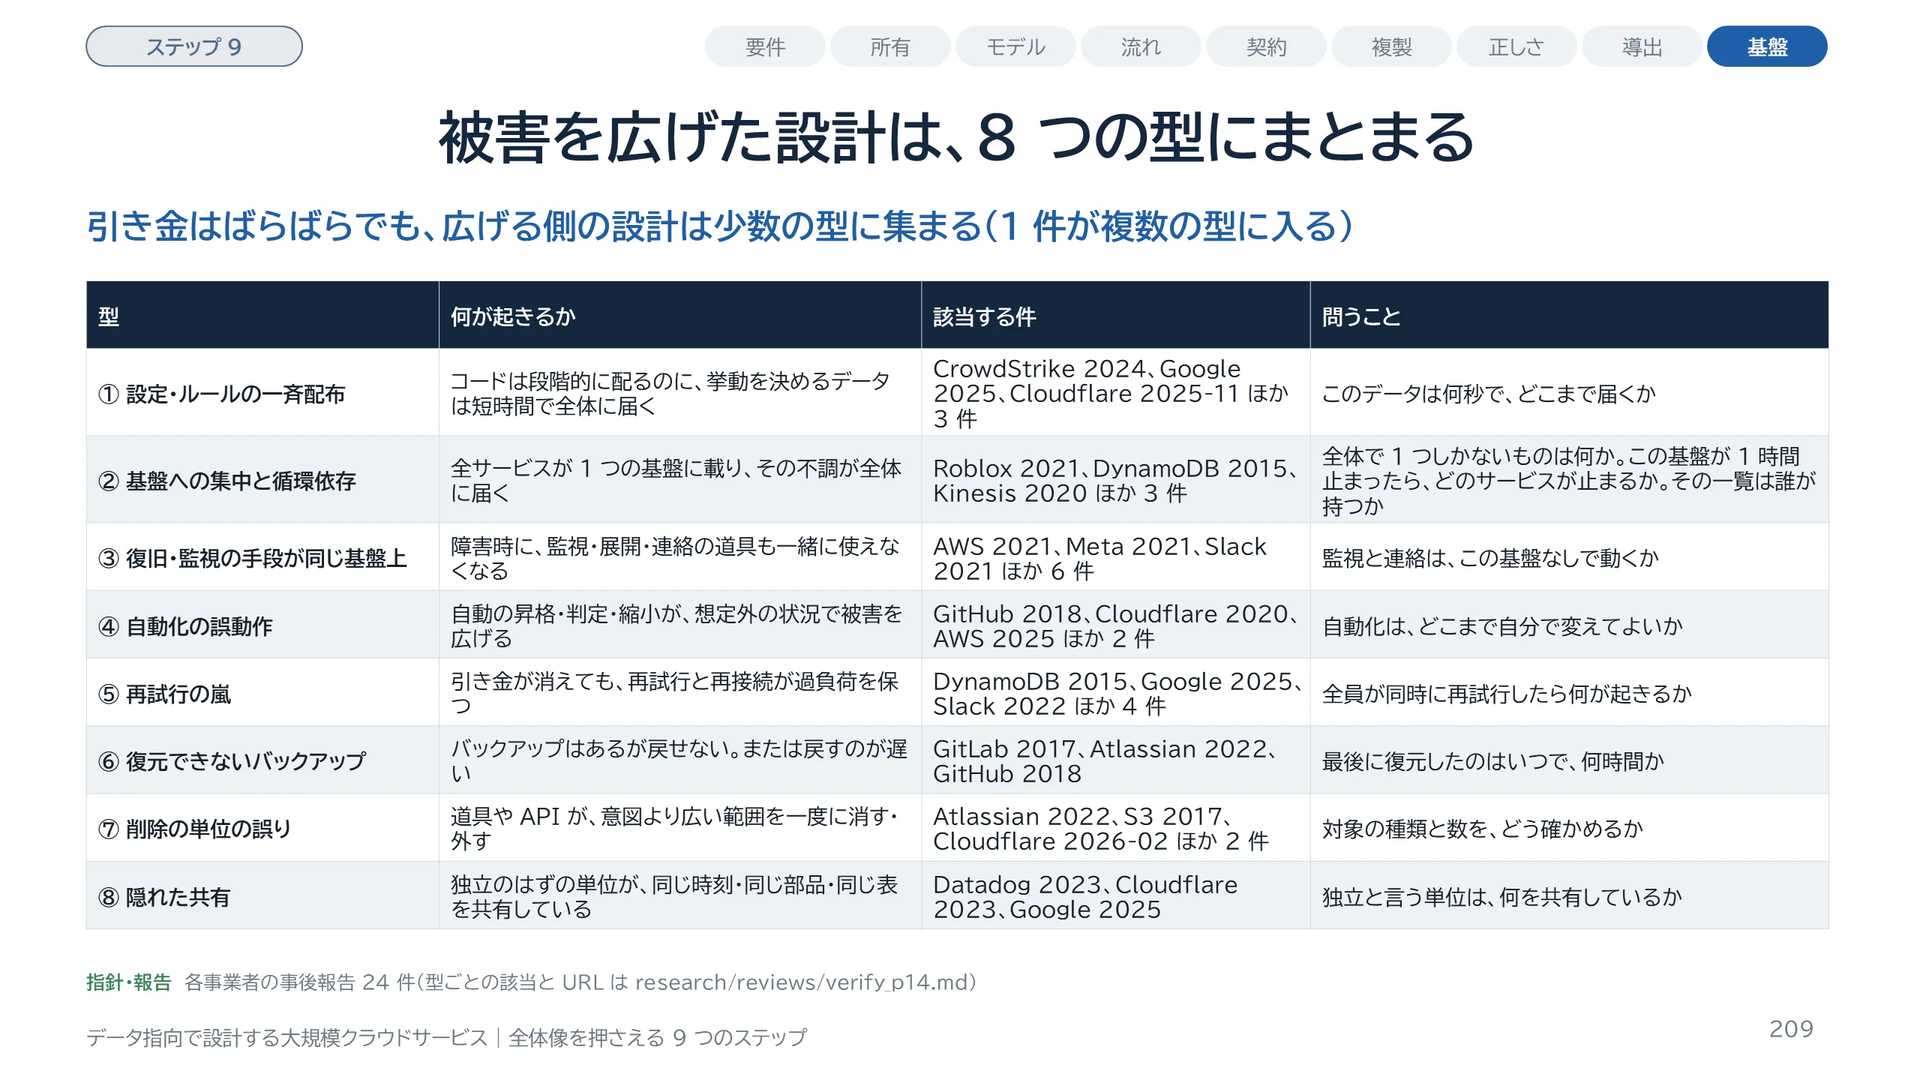 ステップ 9
要件
所有
モデル
流れ
契約
複製
正しさ
導出
基盤
被害を広げた設計は、8 つの型にまとまる
引き金はばらばらでも、広げる側の設計は少数の型に集まる（1 件が複数の型に入る）
型
何が起きるか
該当する件
問うこと
① 設定・ルールの一斉配布
コードは段階的に配るのに、挙動を決めるデータ
は短時間で全体に届く
CrowdStrike 2024、Google
2025、Cloudflare 2025-11 ほか
3 件
このデータは何秒で、どこまで届くか
② 基盤への集中と循環依存
全サービスが 1 つの基盤に載り、その不調が全体
に届く
Roblox 2021、DynamoDB 2015、
Kinesis 2020 ほか 3 件
全体で 1 つしかないものは何か。この基盤が 1 時間
止まったら、どのサービスが止まるか。その一覧は誰が
持つか
③ 復旧・監視の手段が同じ基盤上
障害時に、監視・展開・連絡の道具も一緒に使えな
くなる
AWS 2021、Meta 2021、Slack
2021 ほか 6 件
監視と連絡は、この基盤なしで動くか
④ 自動化の誤動作
自動の昇格・判定・縮小が、想定外の状況で被害を
広げる
GitHub 2018、Cloudflare 2020、
AWS 2025 ほか 2 件
自動化は、どこまで自分で変えてよいか
⑤ 再試行の嵐
引き金が消えても、再試行と再接続が過負荷を保
つ
DynamoDB 2015、Google 2025、
Slack 2022 ほか 4 件
全員が同時に再試行したら何が起きるか
⑥ 復元できないバックアップ
バックアップはあるが戻せない。または戻すのが遅
い
GitLab 2017、Atlassian 2022、
GitHub 2018
最後に復元したのはいつで、何時間か
⑦ 削除の単位の誤り
道具や API が、意図より広い範囲を一度に消す・
外す
Atlassian 2022、S3 2017、
Cloudflare 2026-02 ほか 2 件
対象の種類と数を、どう確かめるか
⑧ 隠れた共有
独立のはずの単位が、同じ時刻・同じ部品・同じ表
を共有している
Datadog 2023、Cloudflare
2023、Google 2025
独立と言う単位は、何を共有しているか
指針・報告 各事業者の事後報告 24 件（型ごとの該当と URL は research/reviews/verify_p14.md）
データ指向で設計する大規模クラウドサービス｜全体像を押さえる 9 つのステップ
209